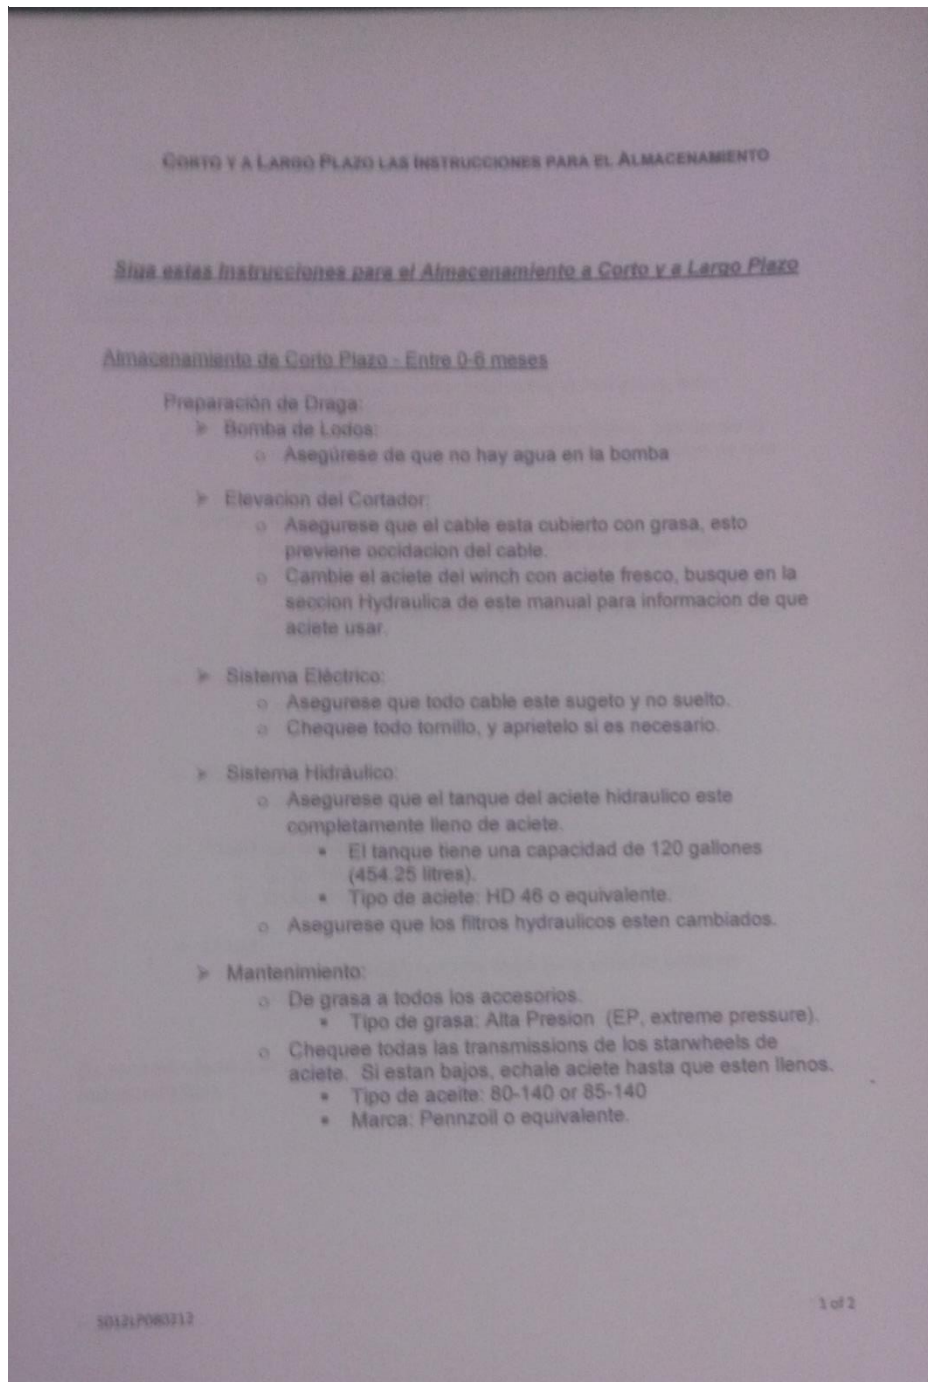 CORTO Y A LARGO PLAZO LAS INSTRUCCIONES PARA EL ALMACENAMIENTO
Siga estas Instrucciones para el Almacenamiento a Corto y a Largo Plazo
Almacenamiento de Corto Plazo - Entre 0-6 meses
Preparación de Draga:
➢ Bomba de Lodos:
o Asegúrese de que no hay agua en la bomba
➢ Elevacion del Cortador:
o Asegurese que el cable esta cubierto con grasa, esto
previene occidacion del cable.
o Cambie el aciete del winch con aciete fresco, busque en la
seccion Hydraulica de este manual para informacion de que
aciete usar.
➢ Sistema Eléctrico:
o Asegurese que todo cable este sugeto y no suelto.
o Chequee todo tornillo, y aprietelo si es necesario.
➢ Sistema Hidráulico:
o Asegurese que el tanque del aciete hidraulico este
completamente lleno de aciete.
▪ El tanque tiene una capacidad de 120 gallones
(454.25 litres).
▪ Tipo de aciete: HD 46 o equivalente.
o Asegurese que los filtros hydraulicos esten cambiados.
➢ Mantenimiento:
o De grasa a todos los accesorios.
▪ Tipo de grasa: Alta Presion (EP, extreme pressure).
o Chequee todas las transmissions de los starwheels de
aciete. Si estan bajos, echale aciete hasta que esten llenos.
▪ Tipo de aceite: 80-140 or 85-140
▪ Marca: Pennzoil o equivalente.
1 of 2